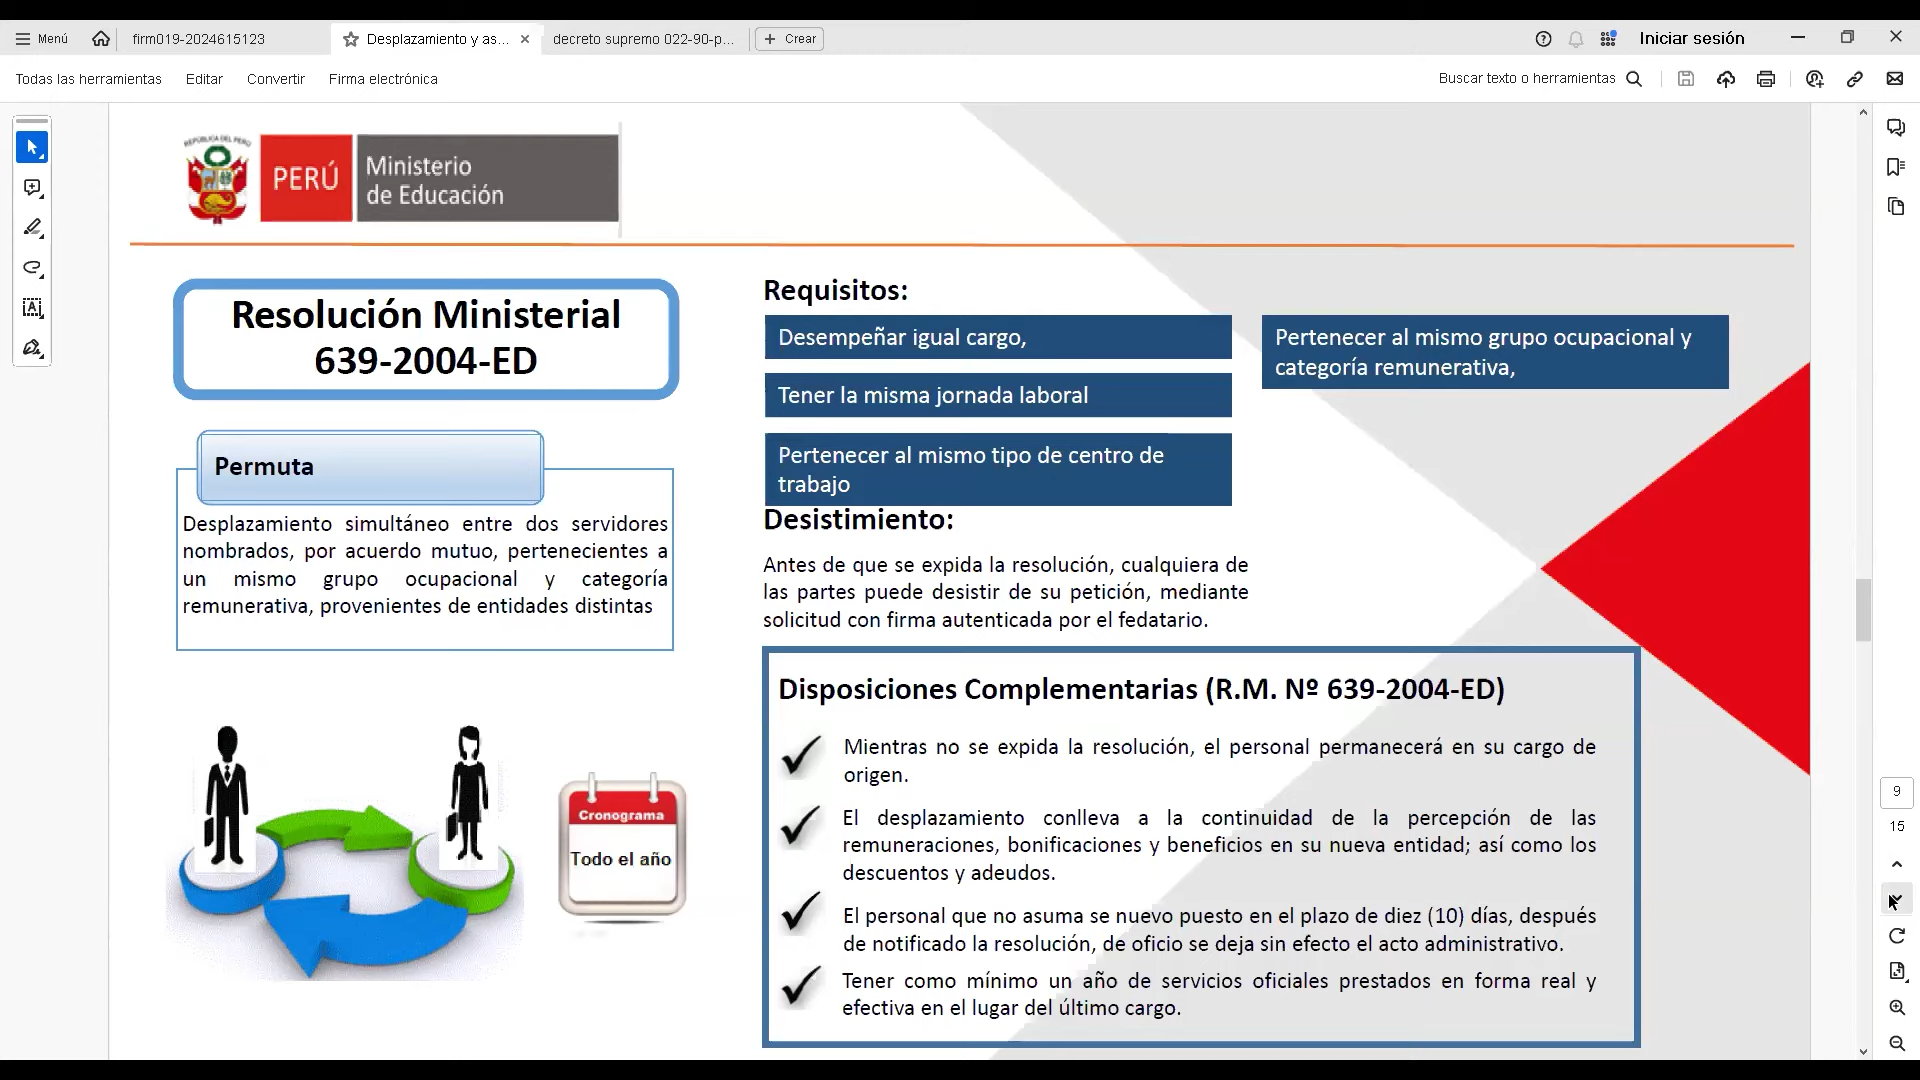 Menú
firm019-2024615123
Desplazamiento y as...
decreto supremo 022-90-p...
Crear
Iniciar sesión
Todas las herramientas
Editar
Convertir
Firma electrónica
Buscar texto o herramientas
REPÚBLICA DEL PERÚ
PERÚ
Ministerio
de Educación
Resolución Ministerial
639-2004-ED
Permuta
Desplazamiento simultáneo entre dos servidores
nombrados, por acuerdo mutuo, pertenecientes a
un mismo grupo ocupacional y categoría
remunerativa, provenientes de entidades distintas
Cronograma
Todo el año
Requisitos:
Desempeñar igual cargo,
Tener la misma jornada laboral
Pertenecer al mismo tipo de centro de
trabajo
Pertenecer al mismo grupo ocupacional y
categoría remunerativa,
Desistimiento:
Antes de que se expida la resolución, cualquiera de
las partes puede desistir de su petición, mediante
solicitud con firma autenticada por el fedatario.
Disposiciones Complementarias (R.M. Nº 639-2004-ED)
Mientras no se expida la resolución, el personal permanecerá en su cargo de
origen.
El desplazamiento conlleva a la continuidad de la percepción de las
remuneraciones, bonificaciones y beneficios en su nueva entidad; así como los
descuentos y adeudos.
El personal que no asuma se nuevo puesto en el plazo de diez (10) días, después
de notificado la resolución, de oficio se deja sin efecto el acto administrativo.
Tener como mínimo un año de servicios oficiales prestados en forma real y
efectiva en el lugar del último cargo.
9
15